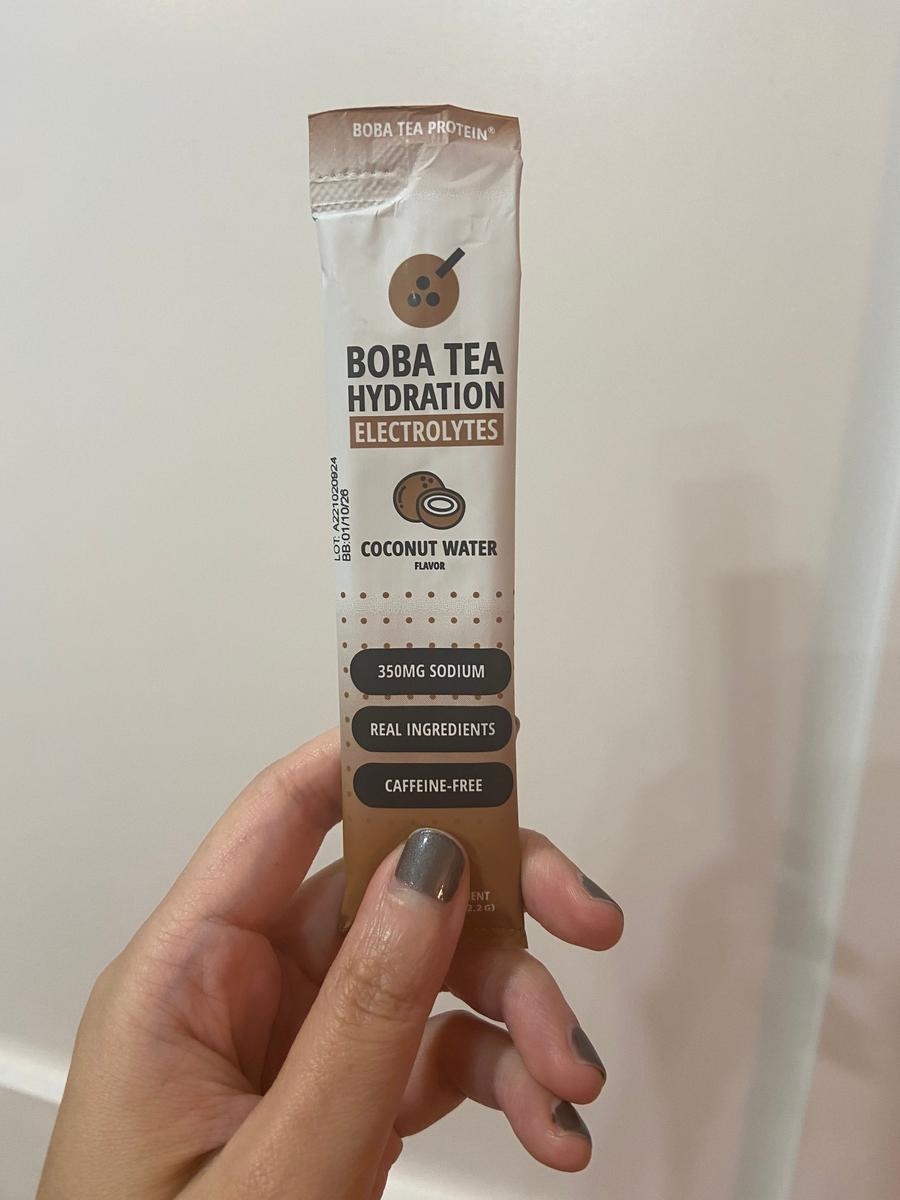 BOBA TEA PROTEIN®
BOBA TEA
HYDRATION
ELECTROLYTES
LOT: A221020924
BB:01/10/26
COCONUT WATER
FLAVOR
350MG SODIUM
REAL INGREDIENTS
CAFFEINE-FREE